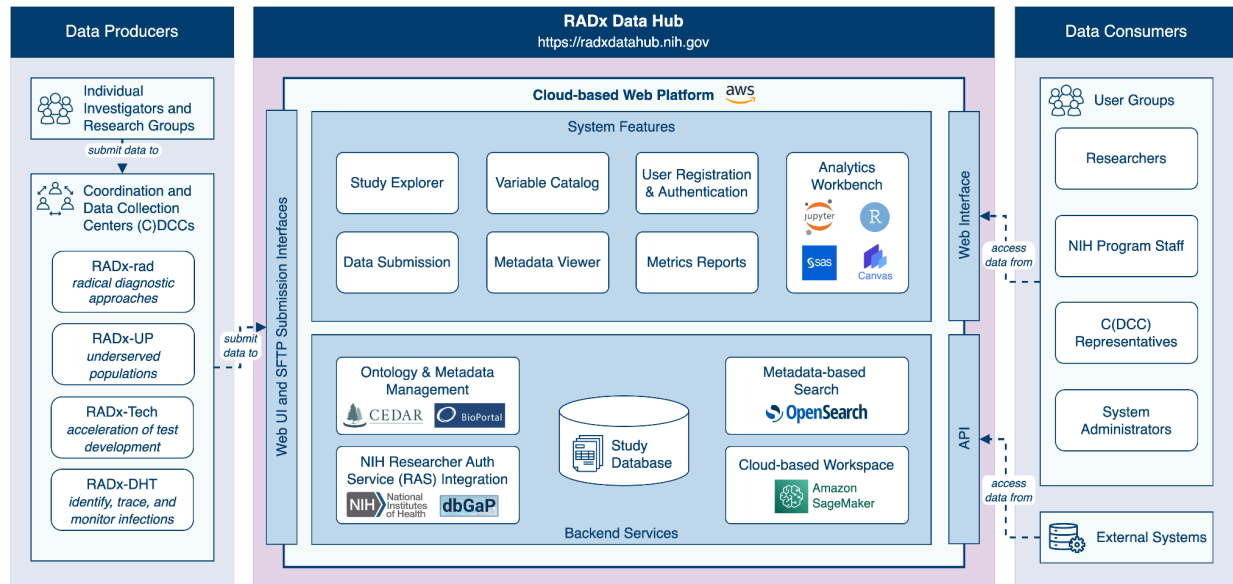 Data Producers
Individual
Investigators and
Research Groups
submit data to
Coordination and
Data Collection
Centers (C)DCCs
RADx-rad
radical diagnostic
approaches
RADx-UP
underserved
populations
RADx-Tech
acceleration of test
development
RADx-DHT
identify, trace, and
monitor infections
submit
data to
RADx Data Hub
https://radxdatahub.nih.gov
Cloud-based Web Platform
aws
Web UI and SFTP Submission Interfaces
System Features
Study Explorer
Variable Catalog
User Registration
& Authentication
Analytics
Workbench
jupyter
R
sas
Canvas
Data Submission
Metadata Viewer
Metrics Reports
Web Interface
Ontology & Metadata
Management
CEDAR
BioPortal
NIH Researcher Auth
Service (RAS) Integration
NIH
National
Institutes
of Health
dbGaP
Study
Database
Metadata-based
Search
OpenSearch
Cloud-based Workspace
Amazon
SageMaker
Backend Services
API
Data Consumers
User Groups
Researchers
NIH Program Staff
C(DCC)
Representatives
System
Administrators
access
data from
access
data from
External Systems